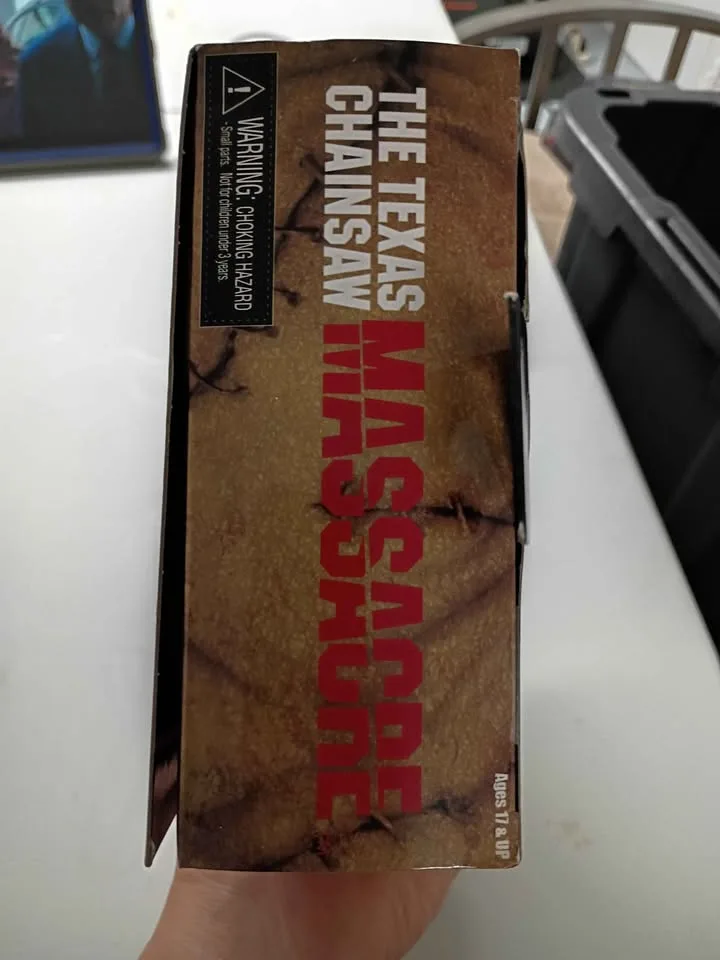 THE TEXAS
CHAINSAW
MASSACRE
⚠ WARNING: CHOKING HAZARD
-Small parts. Not for children under 3 years.
Ages 17 & UP